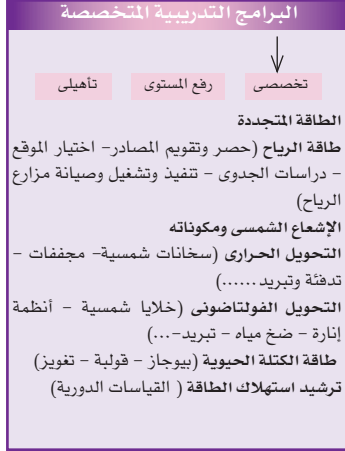 البرامج التدريبية المتخصصة
تخصصى رفع المستوى تأهيلى
الطاقة المتجددة
طاقة الرياح (حصر وتقويم المصادر- اختيار الموقع
- دراسات الجدوى - تنفيذ وتشغيل وصيانة مزارع
الرياح)
الإشعاع الشمسى ومكوناته
التحويل الحرارى (سخانات شمسية- مجففات -
تدفئة وتبريد ......)
التحويل الفولتاضونى (خلايا شمسية - أنظمة
إنارة - ضخ مياه - تبريد-...)
طاقة الكتلة الحيوية (بيوجاز - قولبة - تغويز)
ترشيد استهلاك الطاقة ( القياسات الدورية)